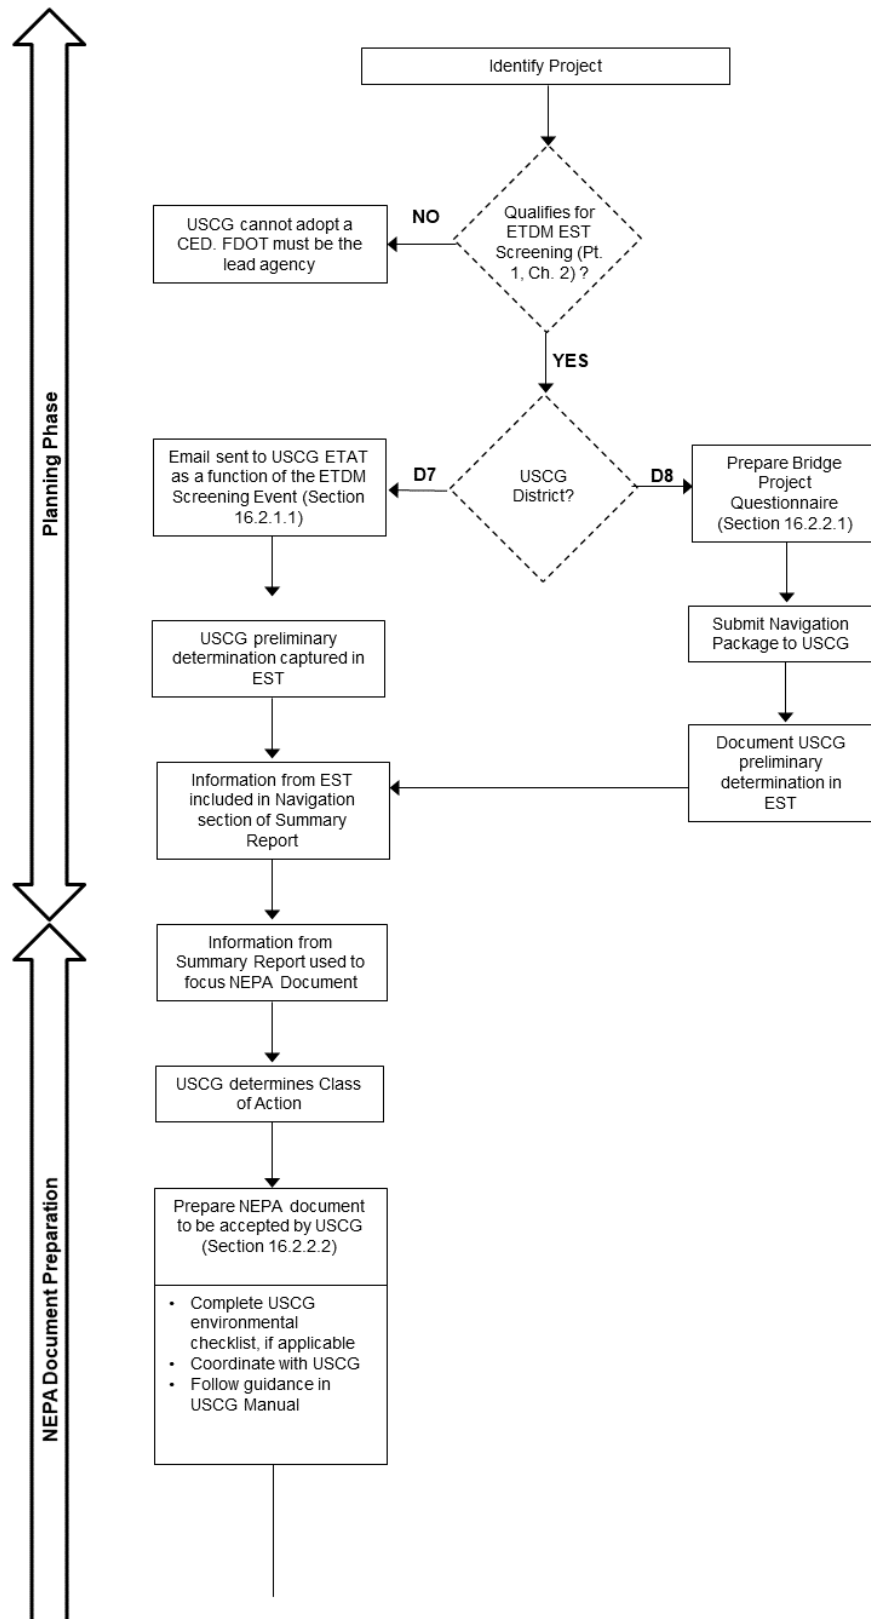 Identify Project
Qualifies for
ETDM EST
Screening (Pt.
1, Ch. 2) ?
NO
USCG cannot adopt a
CED. FDOT must be the
lead agency
YES
USCG
District?
D7
D8
Email sent to USCG ETAT
as a function of the ETDM
Screening Event (Section
16.2.1.1)
Prepare Bridge
Project
Questionnaire
(Section 16.2.2.1)
USCG preliminary
determination captured in
EST
Submit Navigation
Package to USCG
Information from EST
included in Navigation
section of Summary
Report
Document USCG
preliminary
determination in
EST
Planning Phase
Information from
Summary Report used to
focus NEPA Document
USCG determines Class
of Action
Prepare NEPA document
to be accepted by USCG
(Section 16.2.2.2)
• Complete USCG
environmental
checklist, if applicable
• Coordinate with USCG
• Follow guidance in
USCG Manual
NEPA Document Preparation